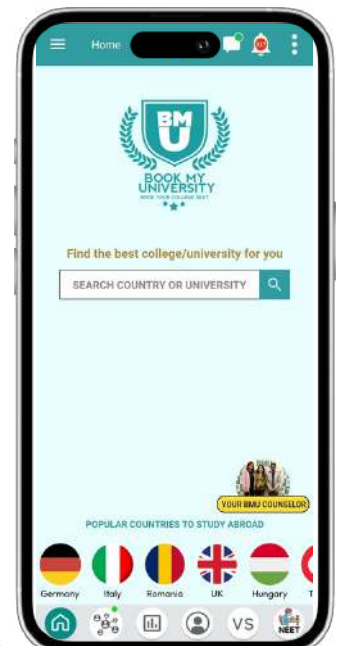 Home
BM
U
BOOK MY
UNIVERSITY
BOOK YOUR COLLEGE SEAT
Find the best college/university for you
SEARCH COUNTRY OR UNIVERSITY
YOUR BMU COUNSELOR
POPULAR COUNTRIES TO STUDY ABROAD
Germany Italy Romania UK Hungary T
VS NEET